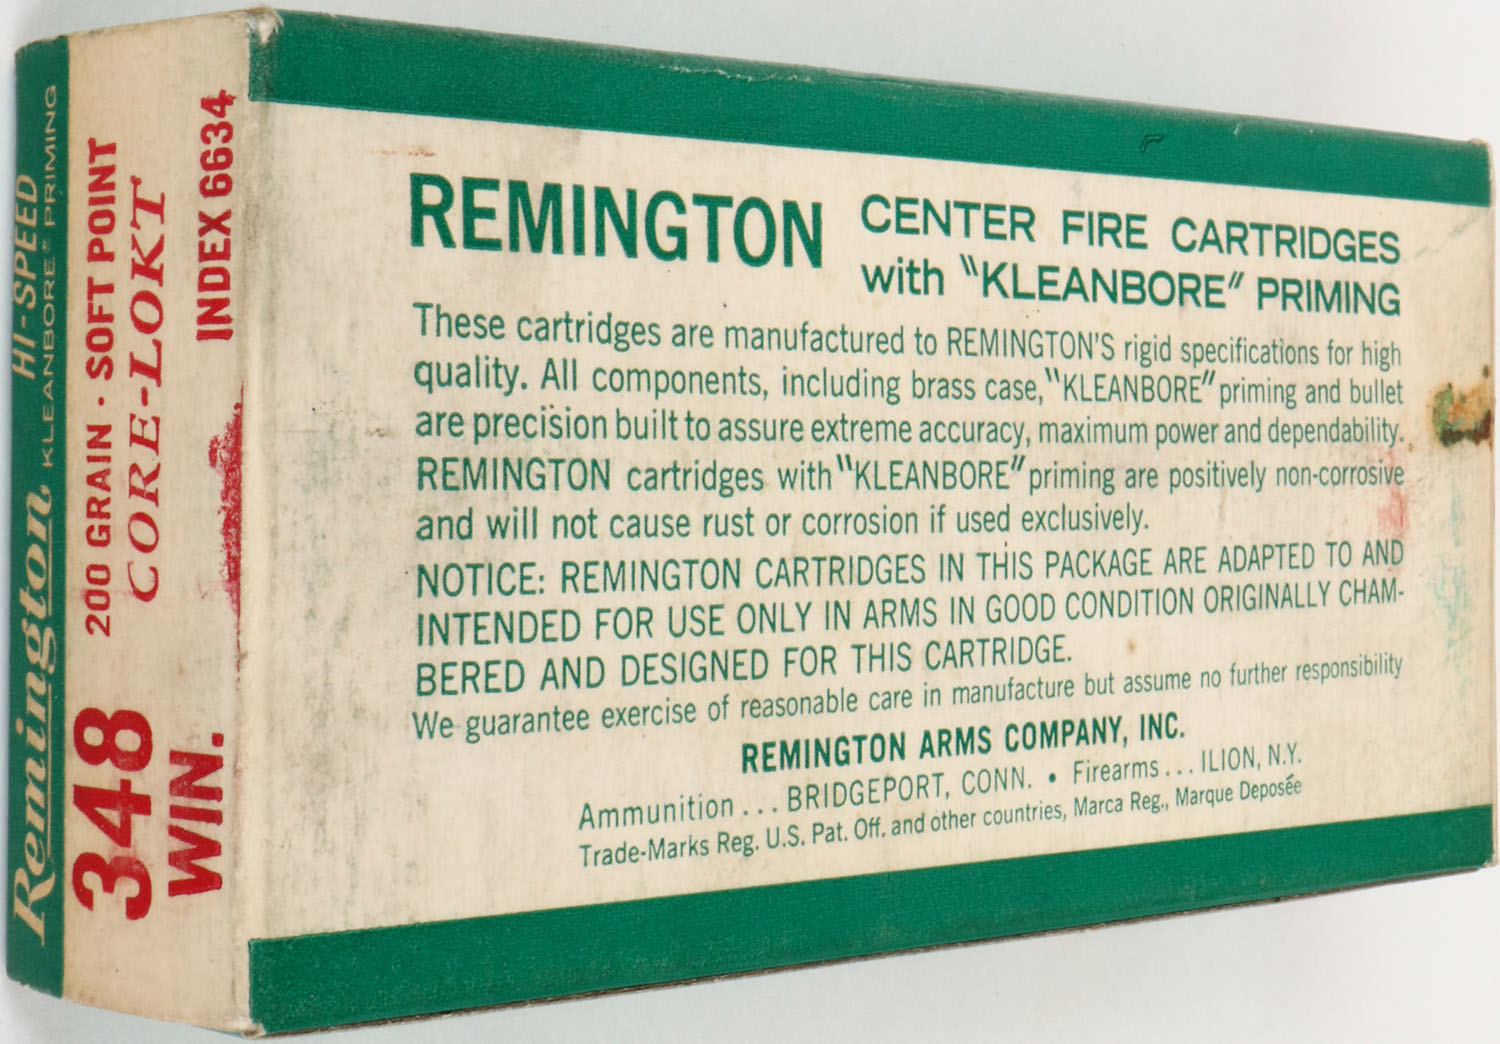 Remington HI-SPEED
KLEANBORE PRIMING
348
WIN.
200 GRAIN · SOFT POINT
CORE-LOKT
INDEX 6634
REMINGTON
CENTER FIRE CARTRIDGES
with "KLEANBORE" PRIMING
These cartridges are manufactured to REMINGTON'S rigid specifications for high
quality. All components, including brass case, "KLEANBORE" priming and bullet
are precision built to assure extreme accuracy, maximum power and dependability.
REMINGTON cartridges with "KLEANBORE" priming are positively non-corrosive
and will not cause rust or corrosion if used exclusively.
NOTICE: REMINGTON CARTRIDGES IN THIS PACKAGE ARE ADAPTED TO AND
INTENDED FOR USE ONLY IN ARMS IN GOOD CONDITION ORIGINALLY CHAM-
BERED AND DESIGNED FOR THIS CARTRIDGE.
We guarantee exercise of reasonable care in manufacture but assume no further responsibility
REMINGTON ARMS COMPANY, INC.
Ammunition ... BRIDGEPORT, CONN. • Firearms ... ILION, N.Y.
Trade-Marks Reg. U.S. Pat. Off. and other countries, Marca Reg., Marque Deposée